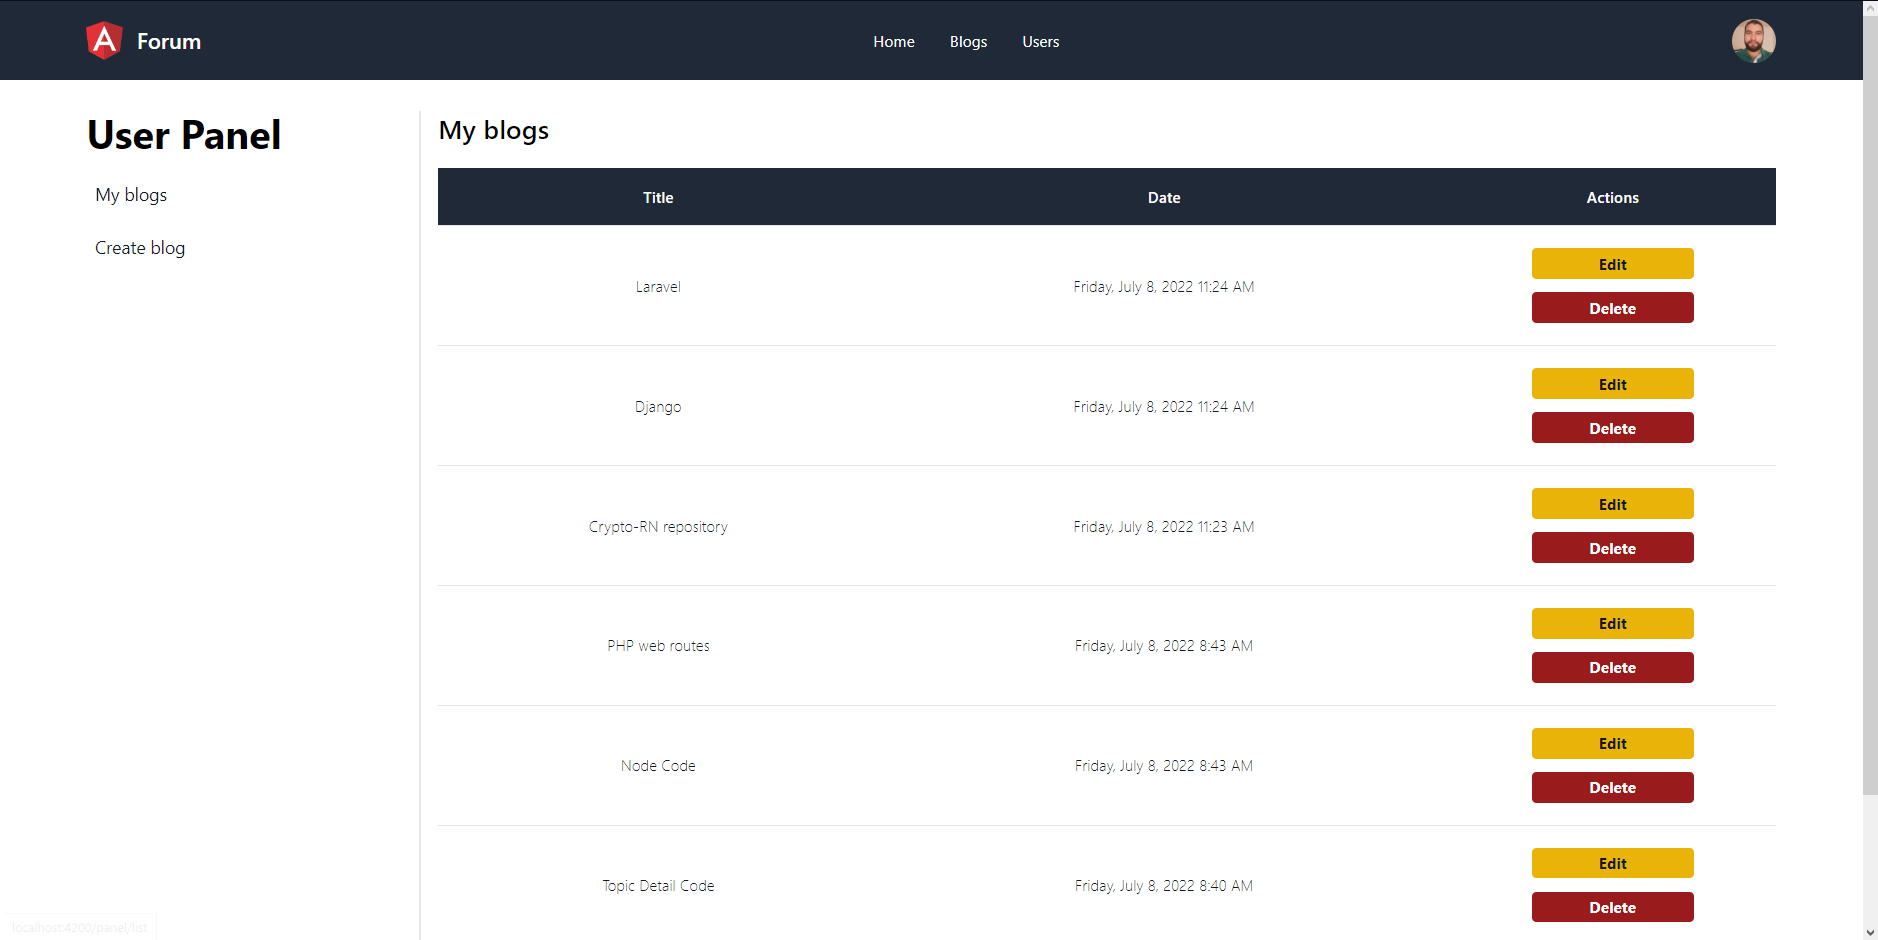 Forum
Home Blogs Users
User Panel
My blogs
Create blog
My blogs
Title Date Actions
Laravel Friday, July 8, 2022 11:24 AM Edit
Delete
Django Friday, July 8, 2022 11:24 AM Edit
Delete
Crypto-RN repository Friday, July 8, 2022 11:23 AM Edit
Delete
PHP web routes Friday, July 8, 2022 8:43 AM Edit
Delete
Node Code Friday, July 8, 2022 8:43 AM Edit
Delete
Topic Detail Code Friday, July 8, 2022 8:40 AM Edit
Delete
localhost:4200/panel/list